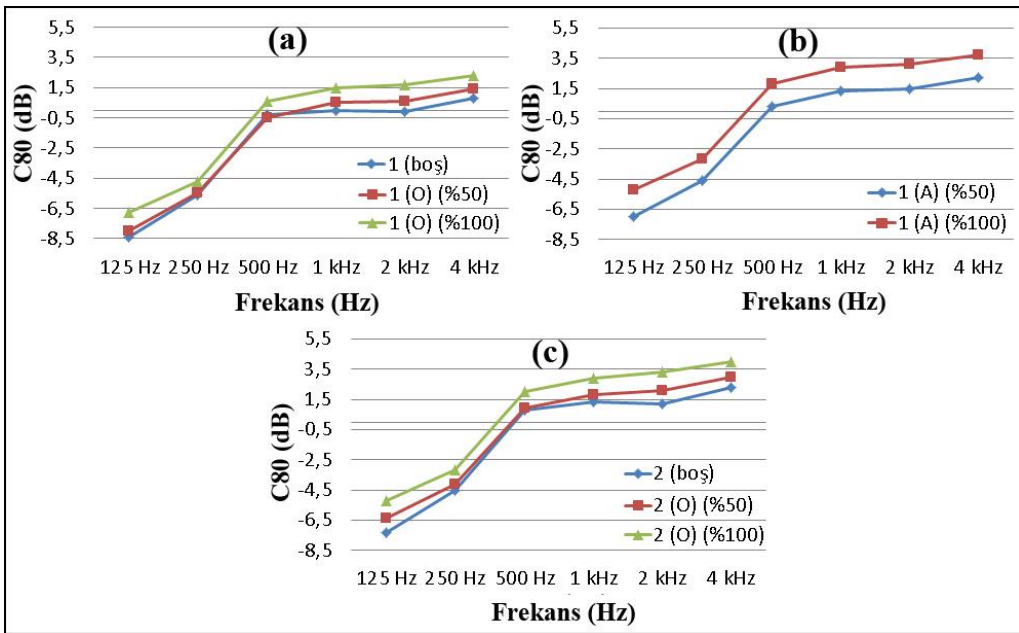 (a)
C80 (dB)
5,5
3,5
1,5
-0,5
-2,5
-4,5
-6,5
-8,5
1 (boş)
1 (O) (%50)
1 (O) (%100)
125 Hz 250 Hz 500 Hz 1 kHz 2 kHz 4 kHz
Frekans (Hz)
(b)
C80 (dB)
5,5
3,5
1,5
-0,5
-2,5
-4,5
-6,5
-8,5
1 (A) (%50)
1 (A) (%100)
125 Hz 250 Hz 500 Hz 1 kHz 2 kHz 4 kHz
Frekans (Hz)
(c)
C80 (dB)
5,5
3,5
1,5
-0,5
-2,5
-4,5
-6,5
-8,5
2 (boş)
2 (O) (%50)
2 (O) (%100)
125 Hz 250 Hz 500 Hz 1 kHz 2 kHz 4 kHz
Frekans (Hz)